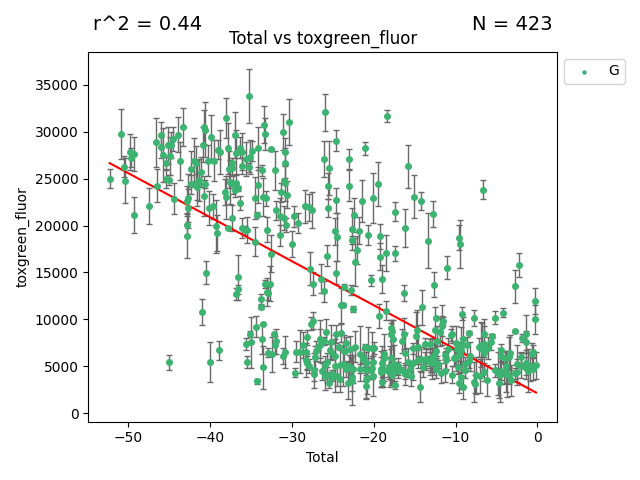 r^2 = 0.44
N = 423
Total vs toxgreen_fluor
G
toxgreen_fluor
35000
30000
25000
20000
15000
10000
5000
0
−50
−40
−30
−20
−10
0
Total